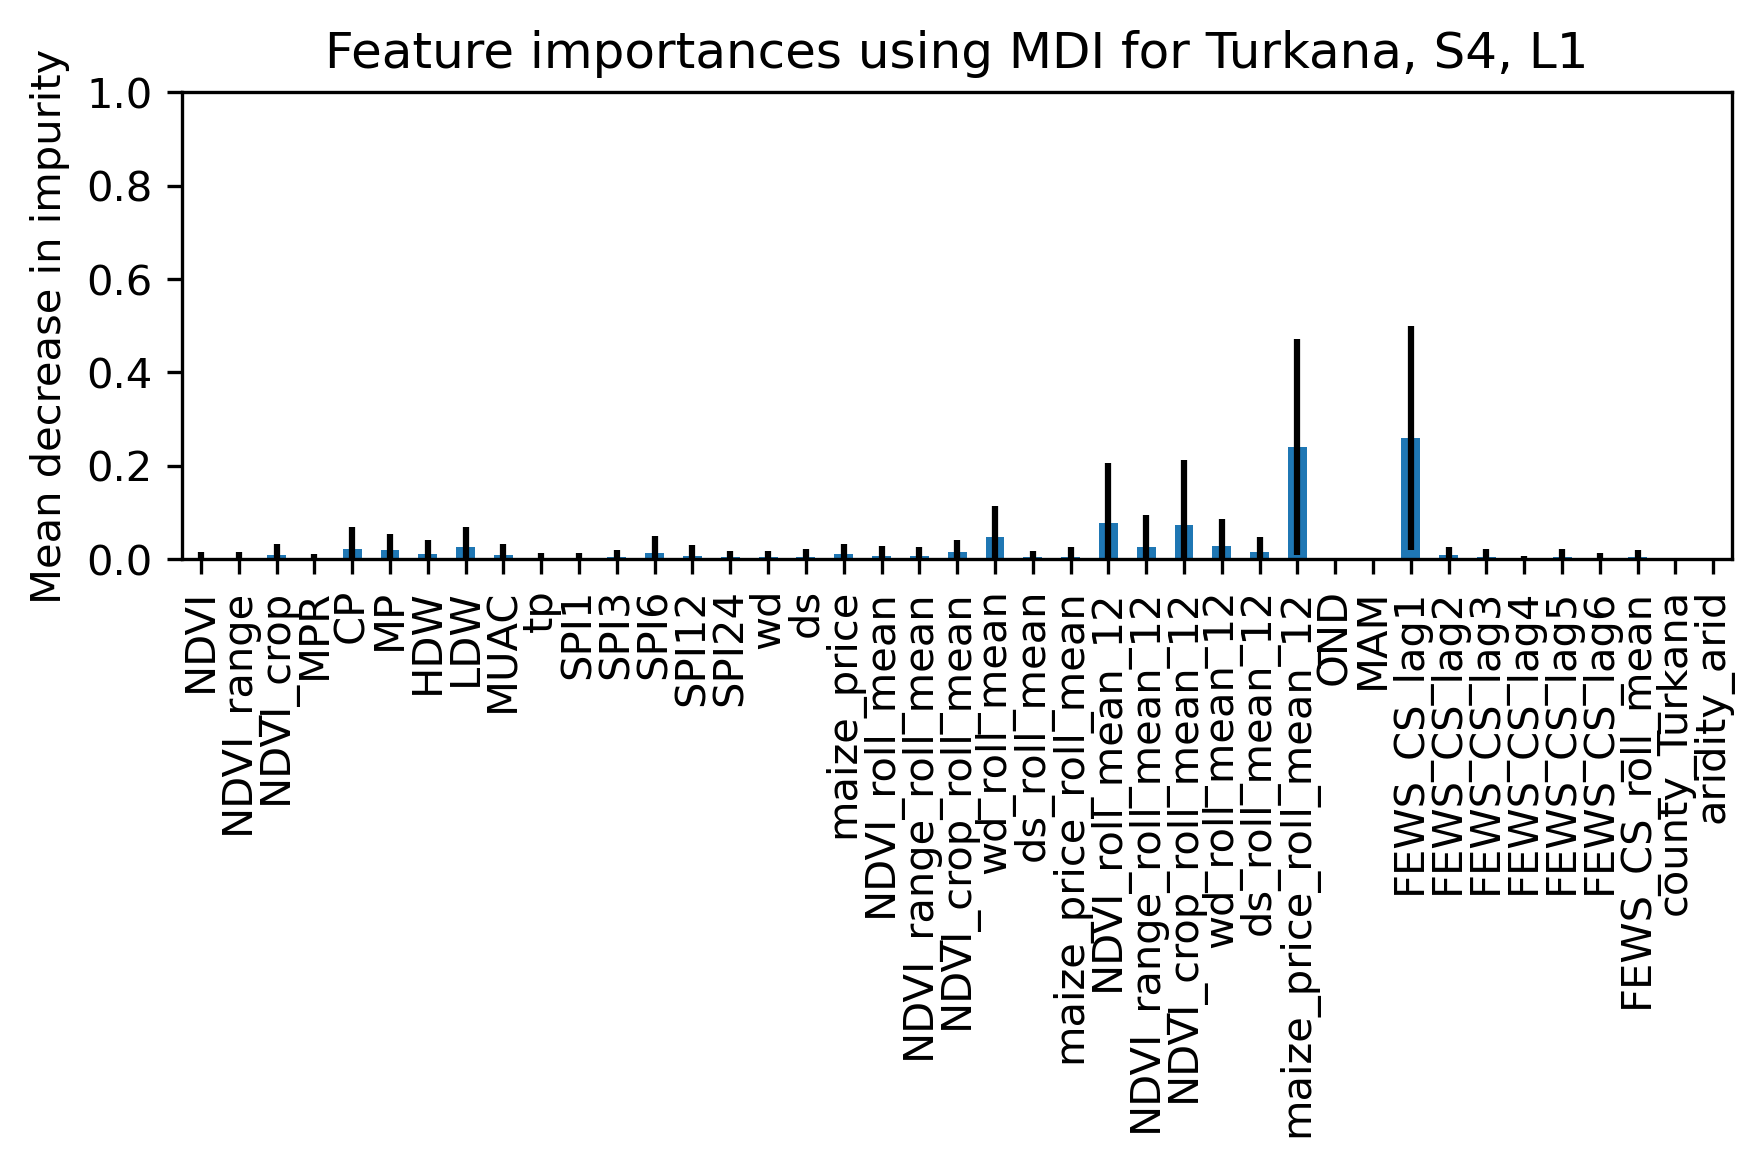 Feature importances using MDI for Turkana, S4, L1
Mean decrease in impurity
1.0
0.8
0.6
0.4
0.2
0.0
NDVI
NDVI_range
NDVI_crop
MPR
CP
MP
HDW
LDW
MUAC
tp
SPI1
SPI3
SPI6
SPI12
SPI24
wd
ds
maize_price
NDVI_roll_mean
NDVI_range_roll_mean
NDVI_crop_roll_mean
wd_roll_mean
ds_roll_mean
maize_price_roll_mean
NDVI_roll_mean_12
NDVI_range_roll_mean_12
NDVI_crop_roll_mean_12
wd_roll_mean_12
ds_roll_mean_12
maize_price_roll_mean_12
OND
MAM
FEWS_CS_lag1
FEWS_CS_lag2
FEWS_CS_lag3
FEWS_CS_lag4
FEWS_CS_lag5
FEWS_CS_lag6
FEWS_CS_roll_mean
county_Turkana
aridity_arid